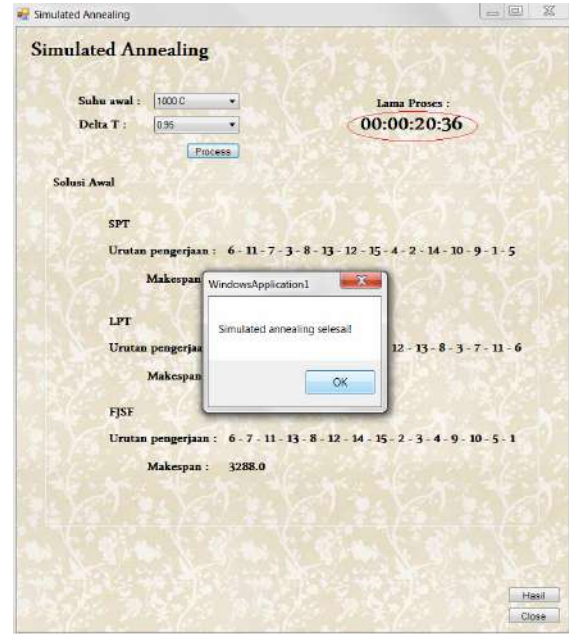 Simulated Annealing
Simulated Annealing
Suhu awal : 1000 C
Lama Proses :
Delta T : 0.95
00:00:20:36
Process
Solusi Awal
SPT
Urutan pengerjaan : 6 - 11 - 7 - 3 - 8 - 13 - 12 - 15 - 4 - 2 - 14 - 10 - 9 - 1 - 5
Makespan
WindowsApplication1
Simulated annealing selesai!
OK
LPT
Urutan pengerjaa 12 - 13 - 8 - 3 - 7 - 11 - 6
Makespan
FJSF
Urutan pengerjaan : 6 - 7 - 11 - 13 - 8 - 12 - 14 - 15 - 2 - 3 - 4 - 9 - 10 - 5 - 1
Makespan : 3288.0
Hasil
Close